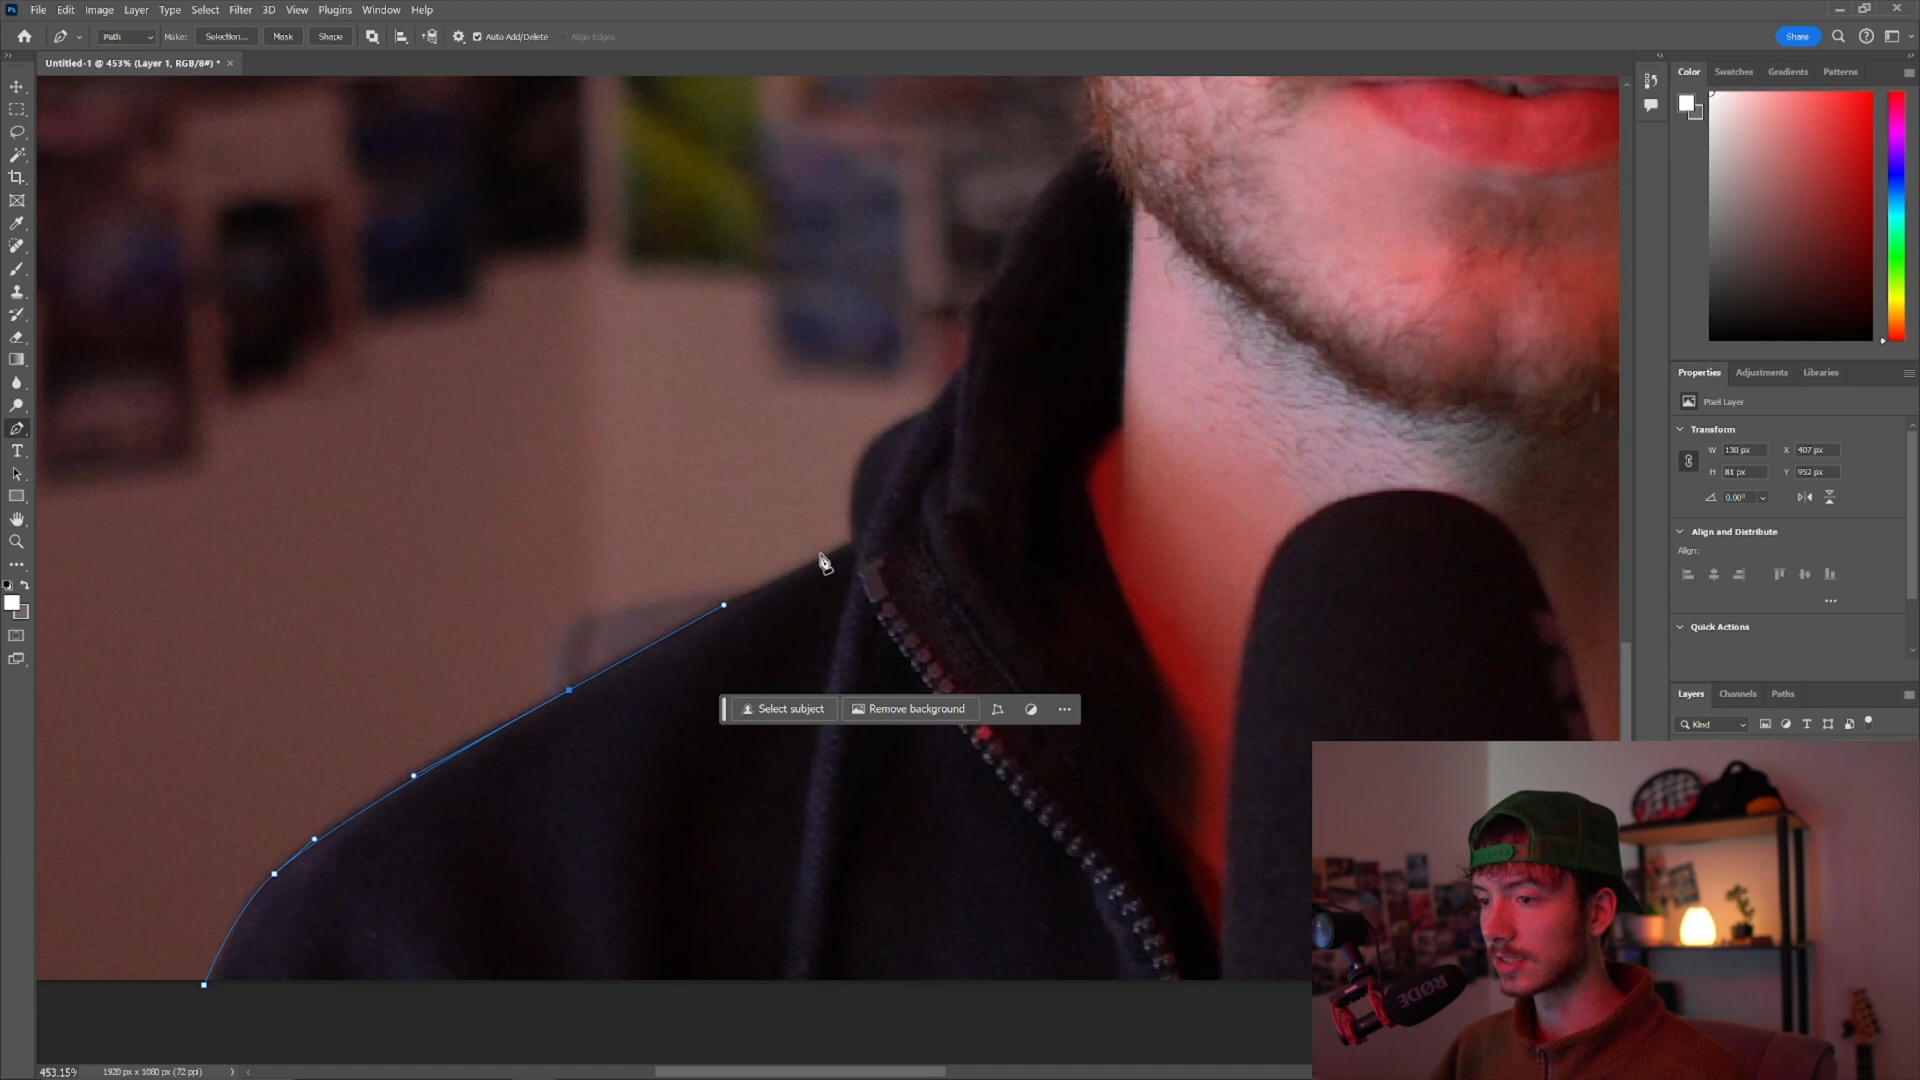 Ps File Edit Image Layer Type Select Filter 3D View Plugins Window Help
Path Make: Selection... Mask Shape Auto Add/Delete Align Edges Share
Untitled-1 @ 453% (Layer 1, RGB/8#) *
Color Swatches Gradients Patterns
Properties Adjustments Libraries
Pixel Layer
Transform
W 130 px X 407 px
H 81 px Y 952 px
0.00°
Align and Distribute
Align:
Quick Actions
Select subject Remove background
Layers Channels Paths
Kind
RØDE
453.15% 1920 px x 1080 px (72 ppi)